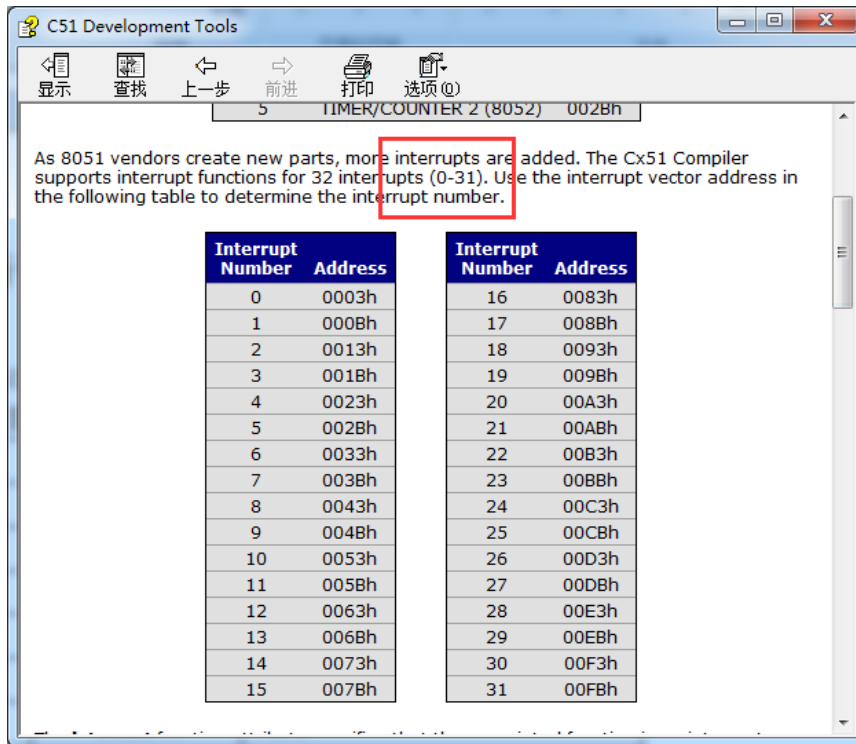 C51 Development Tools
显示 查找 上一步 前进 打印 选项(O)
5 TIMER/COUNTER 2 (8052) 002Bh
As 8051 vendors create new parts, more interrupts are added. The Cx51 Compiler
supports interrupt functions for 32 interrupts (0-31). Use the interrupt vector address in
the following table to determine the interrupt number.
Interrupt Number Address Interrupt Number Address
0 0003h 16 0083h
1 000Bh 17 008Bh
2 0013h 18 0093h
3 001Bh 19 009Bh
4 0023h 20 00A3h
5 002Bh 21 00ABh
6 0033h 22 00B3h
7 003Bh 23 00BBh
8 0043h 24 00C3h
9 004Bh 25 00CBh
10 0053h 26 00D3h
11 005Bh 27 00DBh
12 0063h 28 00E3h
13 006Bh 29 00EBh
14 0073h 30 00F3h
15 007Bh 31 00FBh